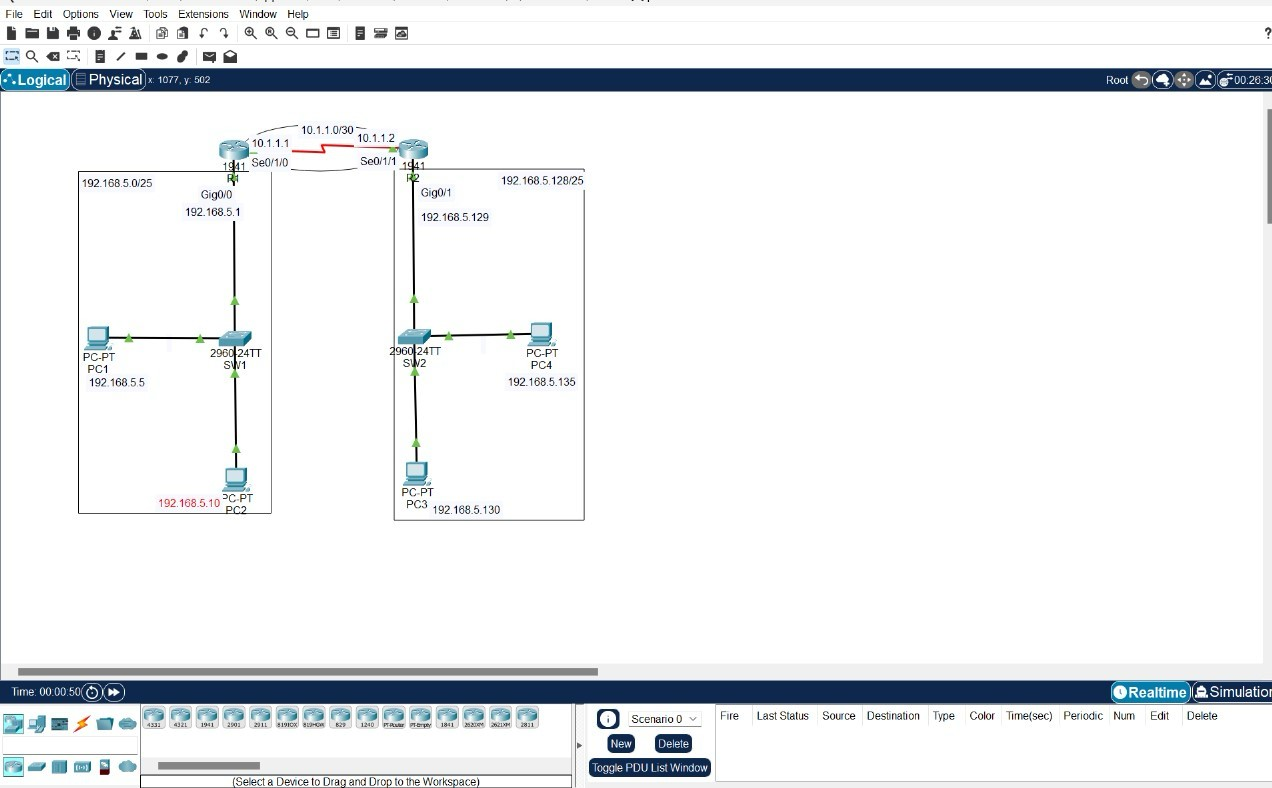 File Edit Options View Tools Extensions Window Help
Logical Physical x: 1077, y: 502 Root
10.1.1.0/30
10.1.1.1 10.1.1.2
Se0/1/0 Se0/1/1
1941 1941
R2
192.168.5.0/25 192.168.5.128/25
Gig0/0 Gig0/1
192.168.5.1 192.168.5.129
2960-24TT 2960-24TT
SW1 SW2
PC-PT PC-PT
PC1 PC4
192.168.5.5 192.168.5.135
PC-PT PC-PT
PC2 PC3
192.168.5.10 192.168.5.130
Time: 00:00:50 Realtime Simulation
4331 4321 1941 2901 2911 819IOX 819HGW 829 1240 PT-Router PT-Empty 1841 2620XM 2621XM 2811
(Select a Device to Drag and Drop to the Workspace)
Scenario 0
New Delete
Toggle PDU List Window
Fire Last Status Source Destination Type Color Time(sec) Periodic Num Edit Delete